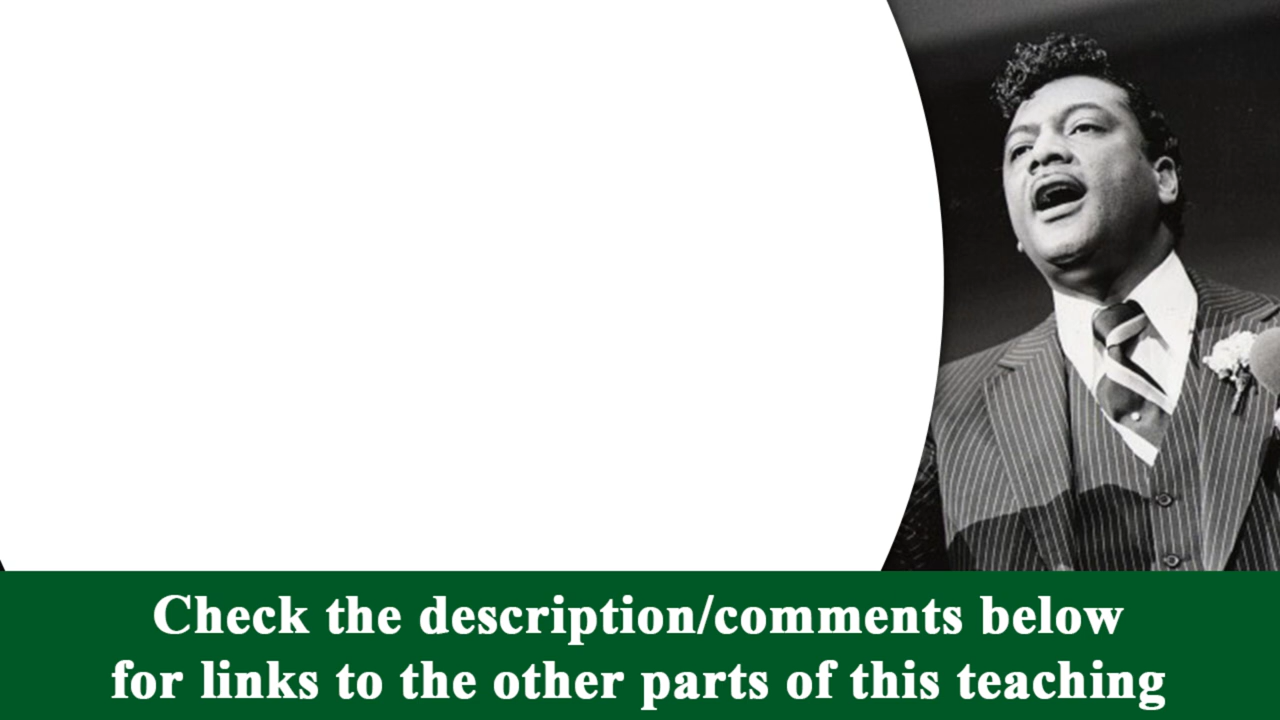 Check the description/comments below
for links to the other parts of this teaching